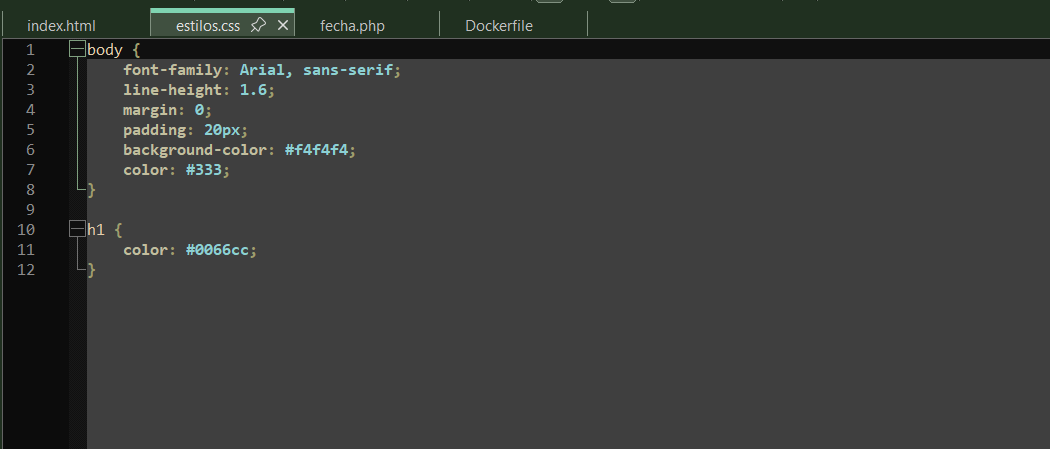 index.html estilos.css fecha.php Dockerfile
1 body {
2 font-family: Arial, sans-serif;
3 line-height: 1.6;
4 margin: 0;
5 padding: 20px;
6 background-color: #f4f4f4;
7 color: #333;
8 }
9
10 h1 {
11 color: #0066cc;
12 }